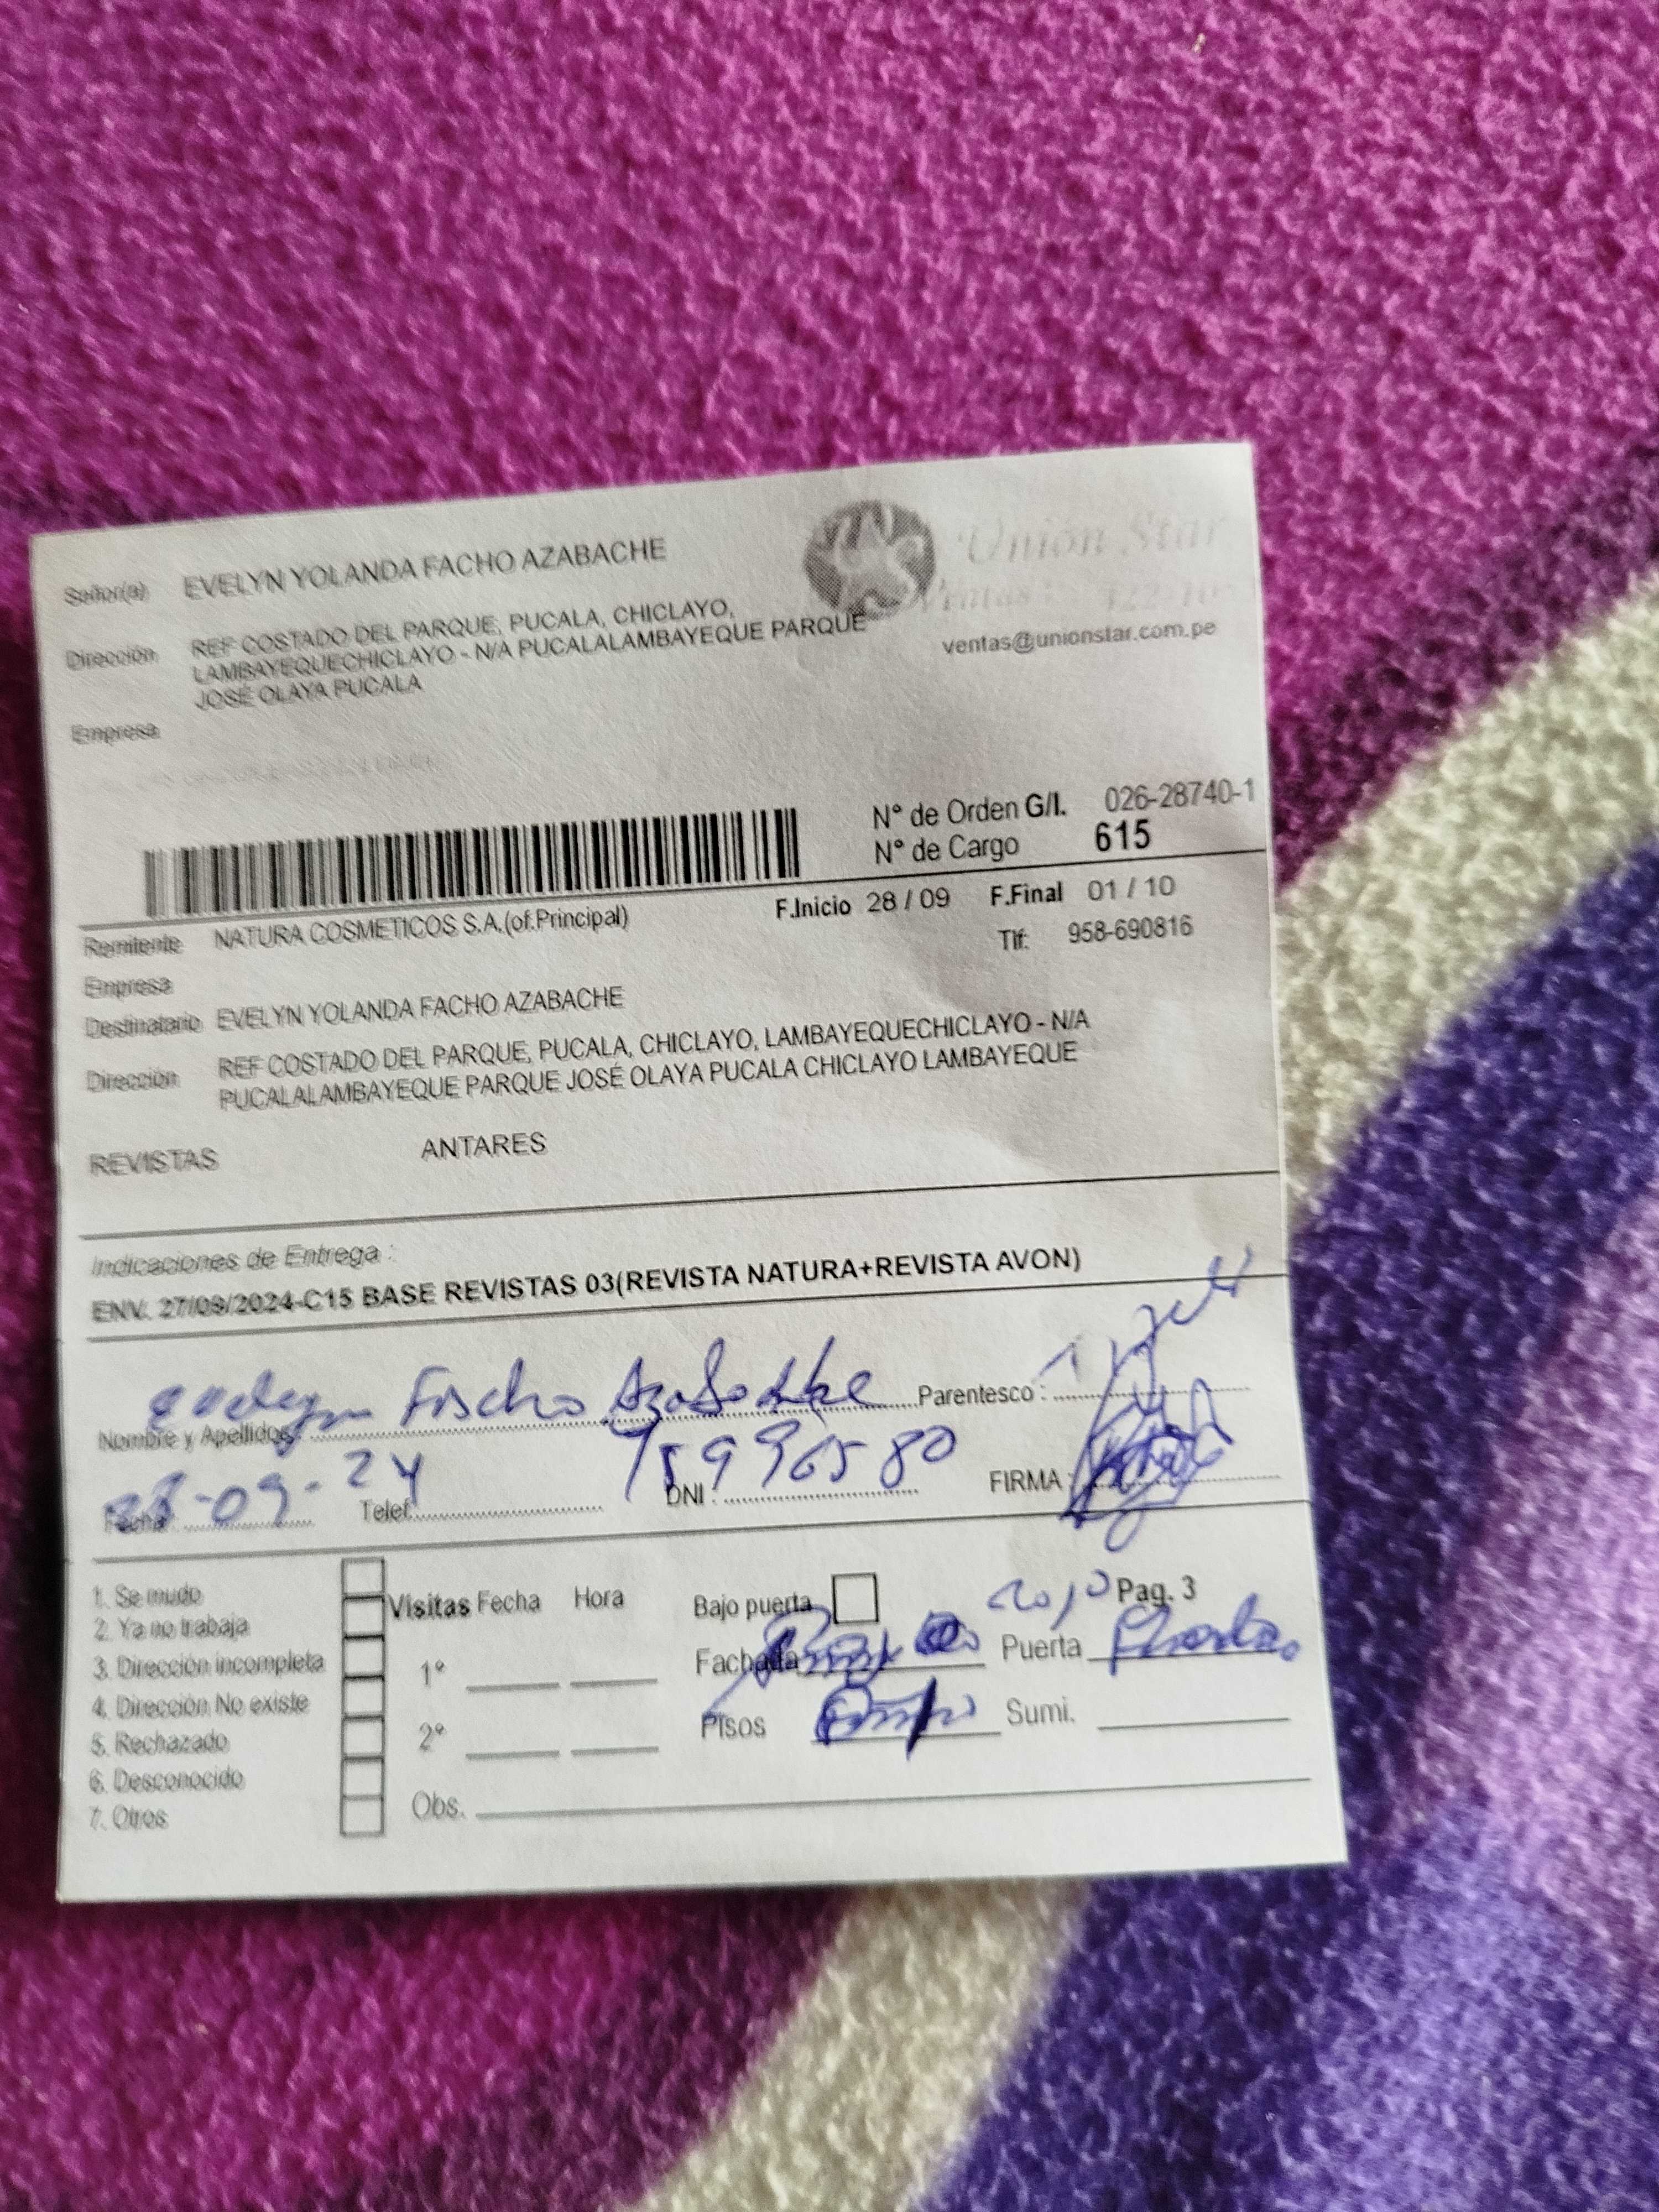 Señor(a) EVELYN YOLANDA FACHO AZABACHE
Unión Star
Ventas:
ventas@unionstar.com.pe
Dirección REF COSTADO DEL PARQUE, PUCALA, CHICLAYO,
LAMBAYEQUECHICLAYO - N/A PUCALALAMBAYEQUE PARQUE
JOSÉ OLAYA PUCALA
Empresa
N° de Orden G/I. 026-28740-1
N° de Cargo 615
F.Inicio 28 / 09 F.Final 01 / 10
Remitente NATURA COSMETICOS S.A.(of.Principal)
Tlf: 958-690816
Empresa
Destinatario EVELYN YOLANDA FACHO AZABACHE
Dirección REF COSTADO DEL PARQUE, PUCALA, CHICLAYO, LAMBAYEQUECHICLAYO - N/A
PUCALALAMBAYEQUE PARQUE JOSÉ OLAYA PUCALA CHICLAYO LAMBAYEQUE
REVISTAS ANTARES
Indicaciones de Entrega :
ENV. 27/09/2024-C15 BASE REVISTAS 03(REVISTA NATURA+REVISTA AVON)
Nombre y Apellidos: Evelyn Facho Azabache Parentesco :
Fecha: 28-09-24 Telef: DNI : FIRMA :
1. Se mudo
2. Ya no trabaja
3. Dirección incompleta
4. Dirección No existe
5. Rechazado
6. Desconocido
7. Otros
Visitas Fecha Hora
1°
2°
Obs.
Bajo puerta rojo Pag. 3
Fachada Puerta
Pisos Sumi.